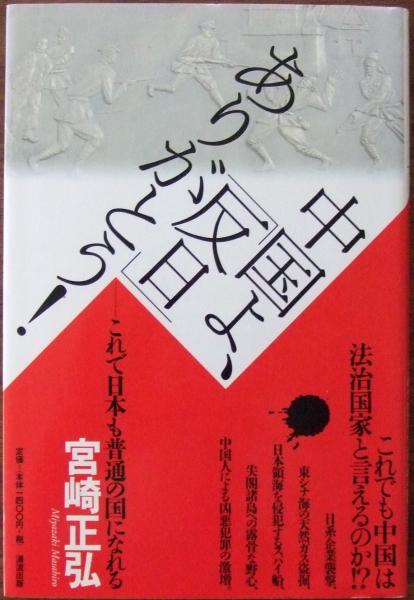 中国よ、
「反日」
ありがとう！
──これで日本も普通の国になれる
宮崎正弘
Miyazaki Masahiro
これでも中国は
法治国家と言えるのか!?
日系企業襲撃、
東シナ海の天然ガス盗掘、
日本領海を侵犯するスパイ船、
尖閣諸島への露骨な野心、
中国人による凶悪犯罪の激増。
定価──本体一四〇〇円+税 清流出版